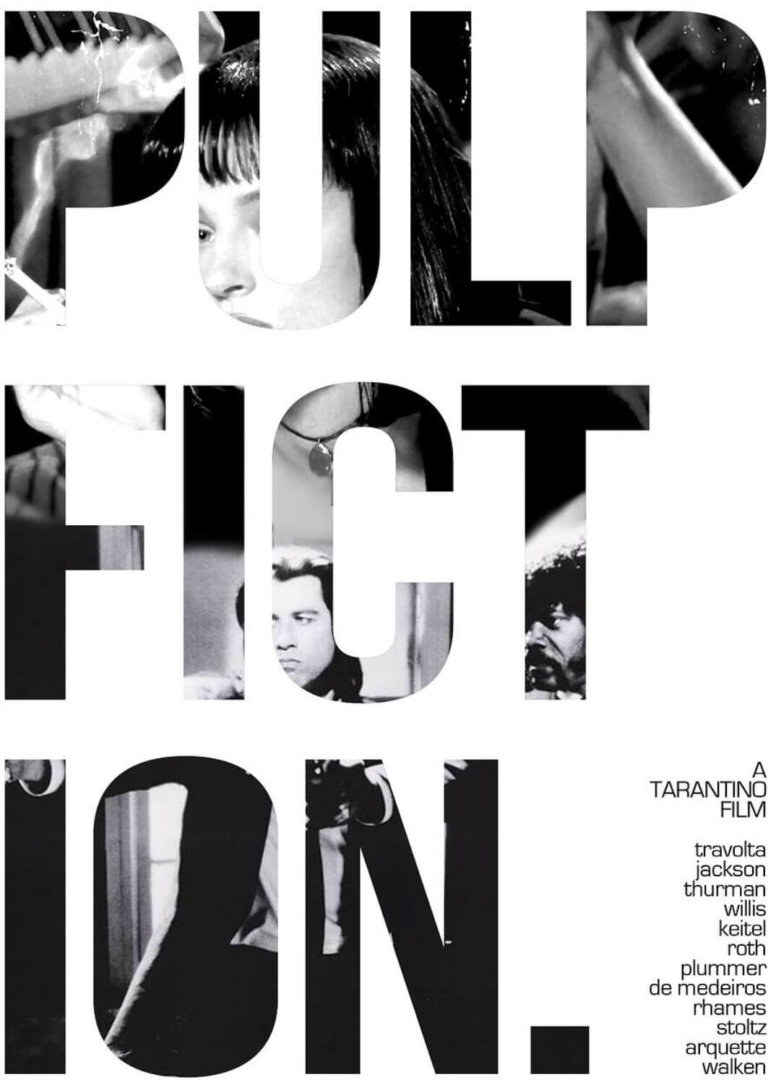 PULP
FICT
ION.
A
TARANTINO
FILM
travolta
jackson
thurman
willis
keitel
roth
plummer
de medeiros
rhames
stoltz
arquette
walken